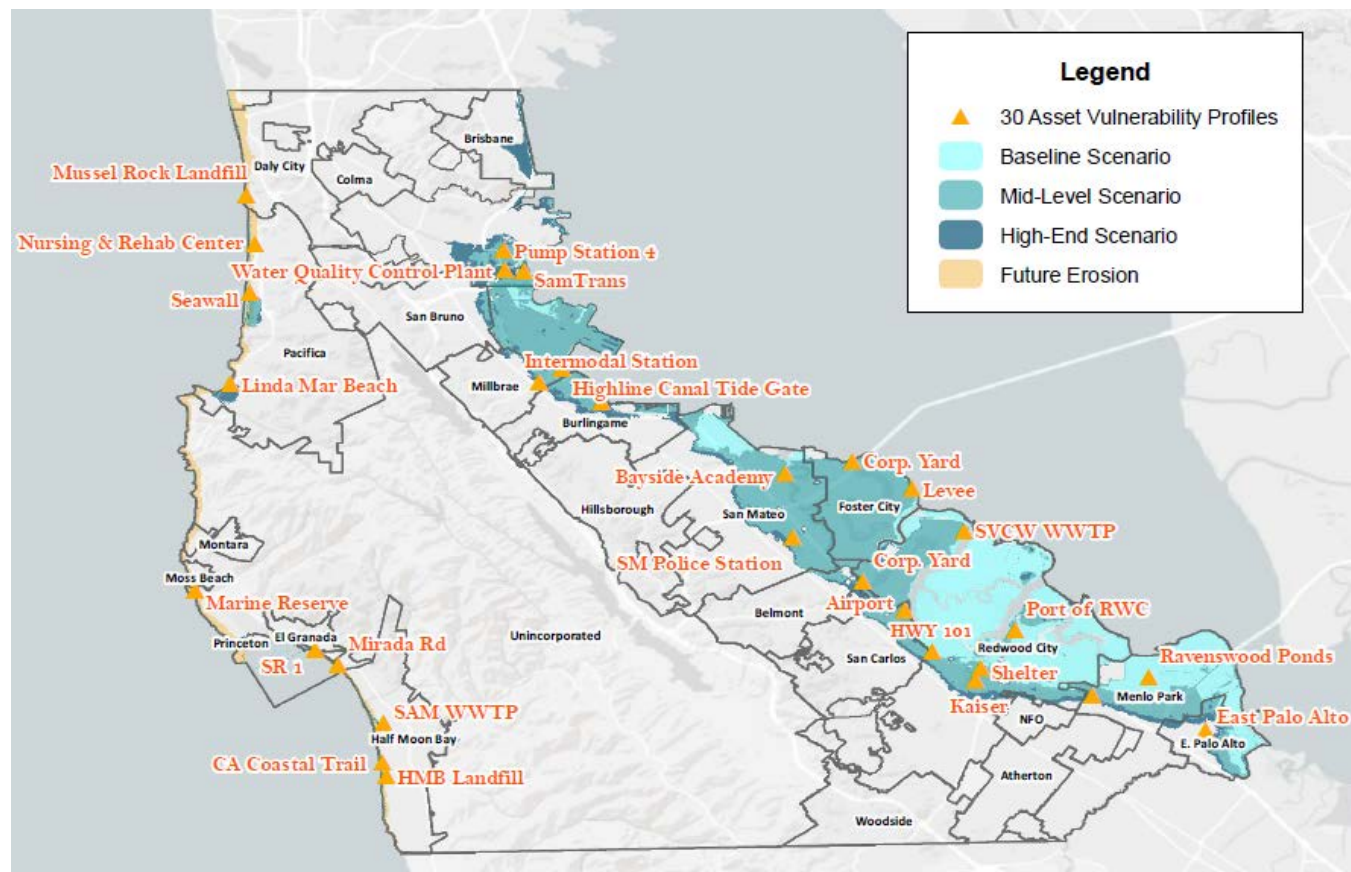 Legend
30 Asset Vulnerability Profiles
Baseline Scenario
Mid-Level Scenario
High-End Scenario
Future Erosion
Brisbane
Daly City
Mussel Rock Landfill
Colma
Nursing & Rehab Center
Pump Station 4
Water Quality Control Plant
SamTrans
Seawall
San Bruno
Pacifica
Intermodal Station
Linda Mar Beach
Millbrae
Highline Canal Tide Gate
Burlingame
Corp. Yard
Bayside Academy
Levee
Hillsborough
San Mateo
Foster City
SVCW WWTP
Montara
SM Police Station
Corp. Yard
Moss Beach
Marine Reserve
Airport
Port of RWC
Belmont
Princeton
El Granada
Mirada Rd
Unincorporated
HWY 101
Redwood City
SR 1
San Carlos
Ravenswood Ponds
Shelter
Menlo Park
Kaiser
SAM WWTP
NFO
East Palo Alto
Half Moon Bay
E. Palo Alto
CA Coastal Trail
HMB Landfill
Atherton
Woodside